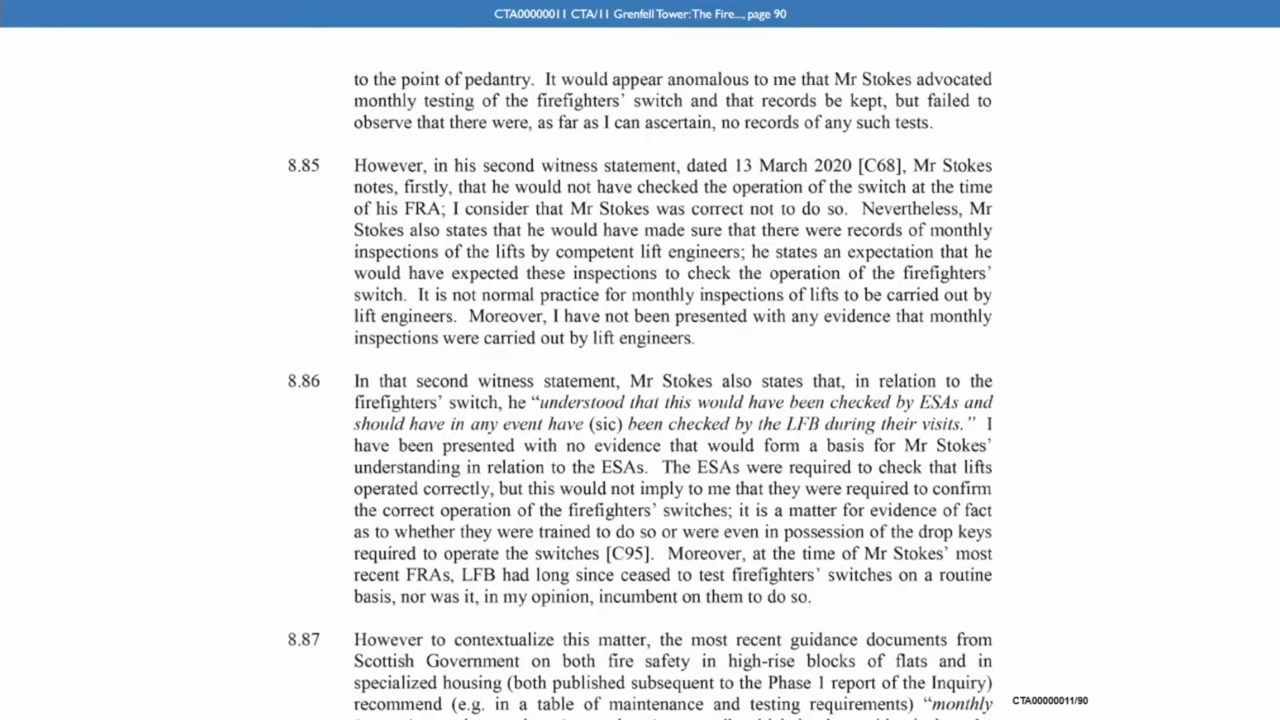 CTA00000011 CTA/11 Grenfell Tower: The Fire..., page 90
to the point of pedantry. It would appear anomalous to me that Mr Stokes advocated
monthly testing of the firefighters’ switch and that records be kept, but failed to
observe that there were, as far as I can ascertain, no records of any such tests.
8.85 However, in his second witness statement, dated 13 March 2020 [C68], Mr Stokes
notes, firstly, that he would not have checked the operation of the switch at the time
of his FRA; I consider that Mr Stokes was correct not to do so. Nevertheless, Mr
Stokes also states that he would have made sure that there were records of monthly
inspections of the lifts by competent lift engineers; he states an expectation that he
would have expected these inspections to check the operation of the firefighters’
switch. It is not normal practice for monthly inspections of lifts to be carried out by
lift engineers. Moreover, I have not been presented with any evidence that monthly
inspections were carried out by lift engineers.
8.86 In that second witness statement, Mr Stokes also states that, in relation to the
firefighters’ switch, he “understood that this would have been checked by ESAs and
should have in any event have (sic) been checked by the LFB during their visits.” I
have been presented with no evidence that would form a basis for Mr Stokes’
understanding in relation to the ESAs. The ESAs were required to check that lifts
operated correctly, but this would not imply to me that they were required to confirm
the correct operation of the firefighters’ switches; it is a matter for evidence of fact
as to whether they were trained to do so or were even in possession of the drop keys
required to operate the switches [C95]. Moreover, at the time of Mr Stokes’ most
recent FRAs, LFB had long since ceased to test firefighters’ switches on a routine
basis, nor was it, in my opinion, incumbent on them to do so.
8.87 However to contextualize this matter, the most recent guidance documents from
Scottish Government on both fire safety in high-rise blocks of flats and in
specialized housing (both published subsequent to the Phase 1 report of the Inquiry)
recommend (e.g. in a table of maintenance and testing requirements) “monthly
CTA00000011/90